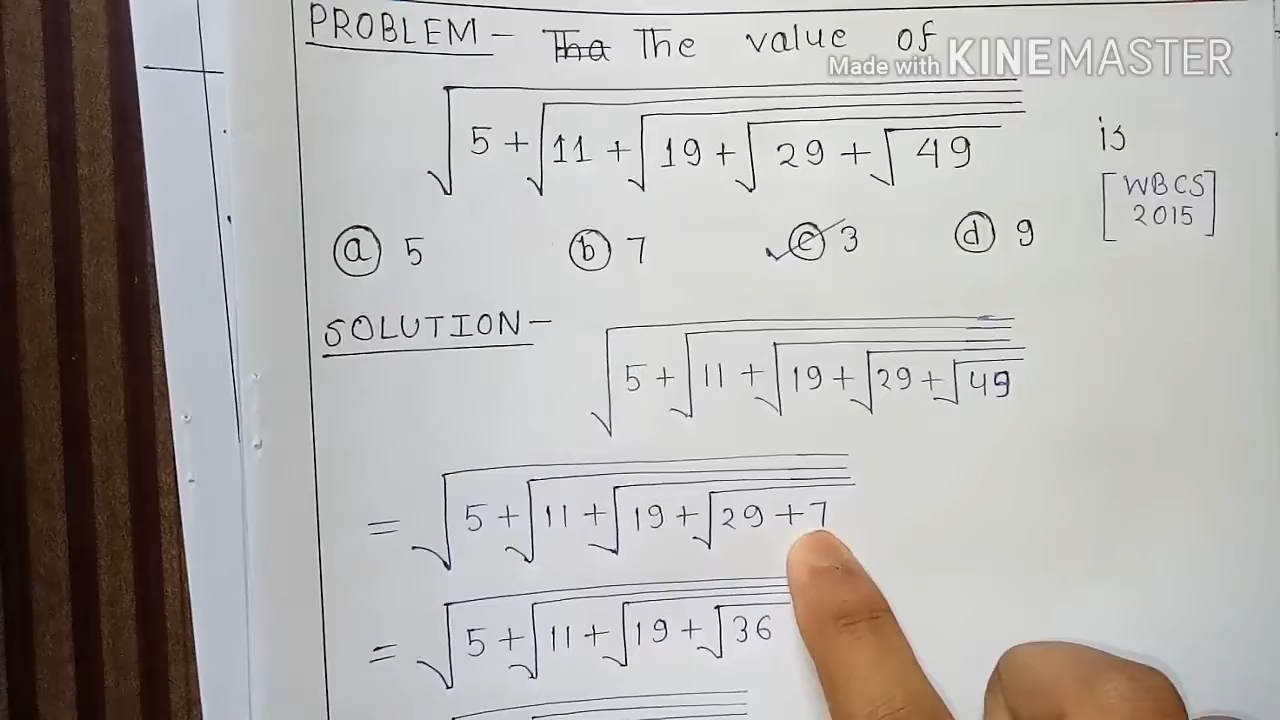 PROBLEM - Tha The value of
Made with KINEMASTER
√(5 + √(11 + √(19 + √(29 + √49)))) is
[WBCS 2015]
ⓐ 5 ⓑ 7 ✓ⓒ 3 ⓓ 9
SOLUTION -
√(5 + √(11 + √(19 + √(29 + √49))))
= √(5 + √(11 + √(19 + √(29 + 7))))
= √(5 + √(11 + √(19 + √36)))